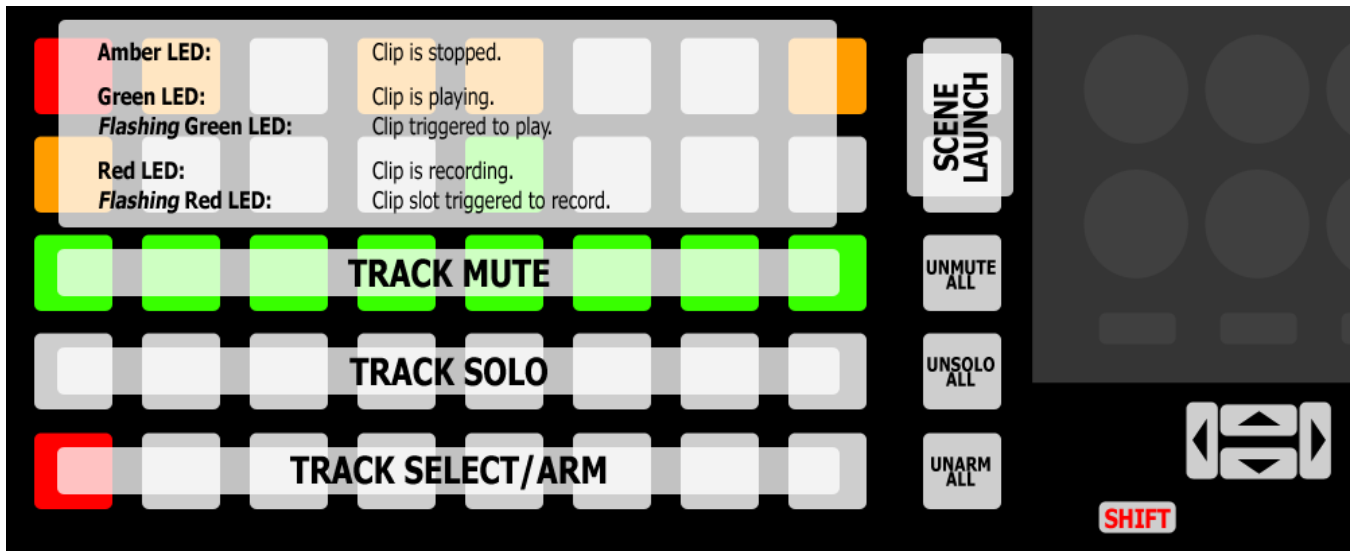 Amber LED: Clip is stopped.
Green LED: Clip is playing.
Flashing Green LED: Clip triggered to play.
Red LED: Clip is recording.
Flashing Red LED: Clip slot triggered to record.
SCENE
LAUNCH
TRACK MUTE
UNMUTE
ALL
TRACK SOLO
UNSOLO
ALL
TRACK SELECT/ARM
UNARM
ALL
SHIFT